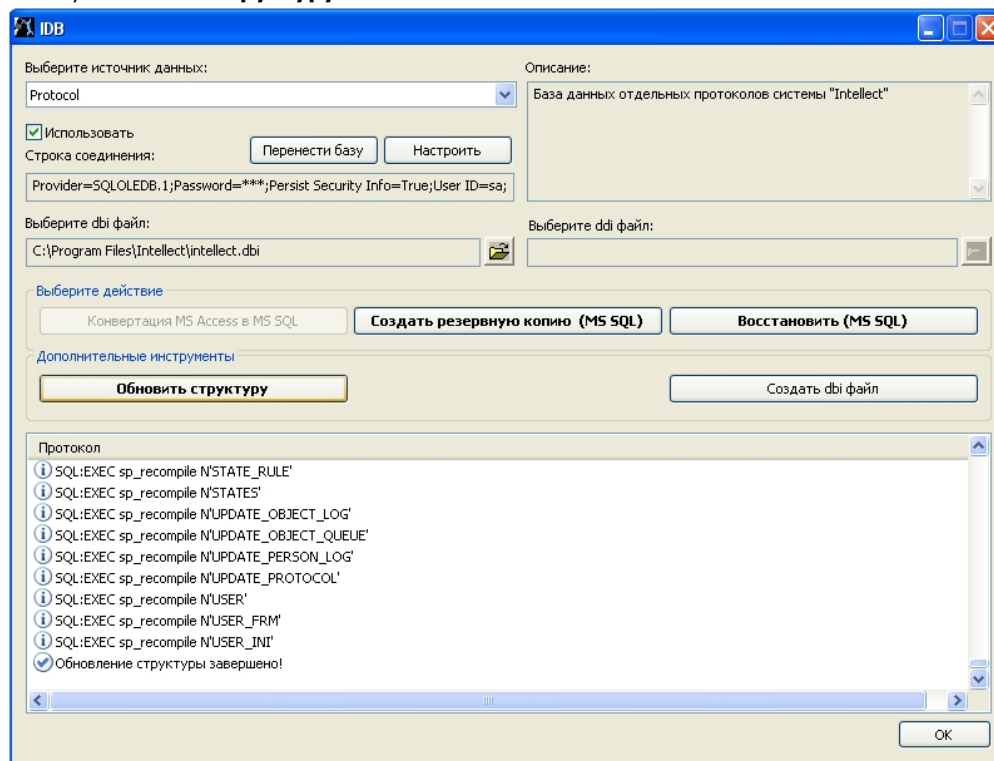 IDB
Выберите источник данных:
Описание:
Protocol
База данных отдельных протоколов системы "Intellect"
Использовать
Строка соединения:
Перенести базу
Настроить
Provider=SQLOLEDB.1;Password=***;Persist Security Info=True;User ID=sa;
Выберите dbi файл:
Выберите ddi файл:
C:\Program Files\Intellect\intellect.dbi
Выберите действие
Конвертация MS Access в MS SQL
Создать резервную копию (MS SQL)
Восстановить (MS SQL)
Дополнительные инструменты
Обновить структуру
Создать dbi файл
Протокол
SQL:EXEC sp_recompile N'STATE_RULE'
SQL:EXEC sp_recompile N'STATES'
SQL:EXEC sp_recompile N'UPDATE_OBJECT_LOG'
SQL:EXEC sp_recompile N'UPDATE_OBJECT_QUEUE'
SQL:EXEC sp_recompile N'UPDATE_PERSON_LOG'
SQL:EXEC sp_recompile N'UPDATE_PROTOCOL'
SQL:EXEC sp_recompile N'USER'
SQL:EXEC sp_recompile N'USER_FRM'
SQL:EXEC sp_recompile N'USER_INI'
Обновление структуры завершено!
OK